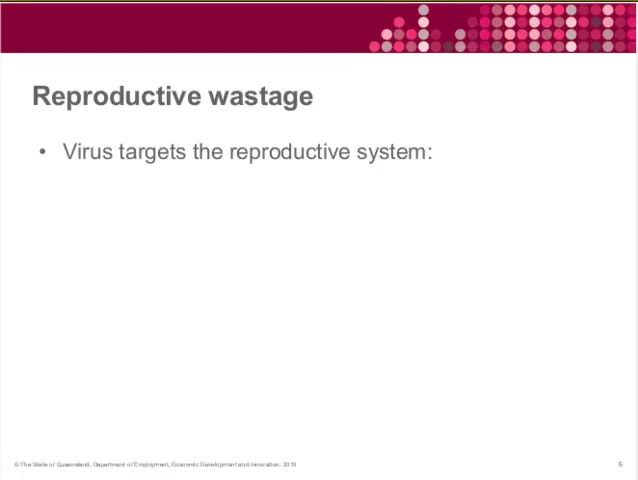 Reproductive wastage
• Virus targets the reproductive system:
© The State of Queensland, Department of Employment, Economic Development and Innovation, 2010
6